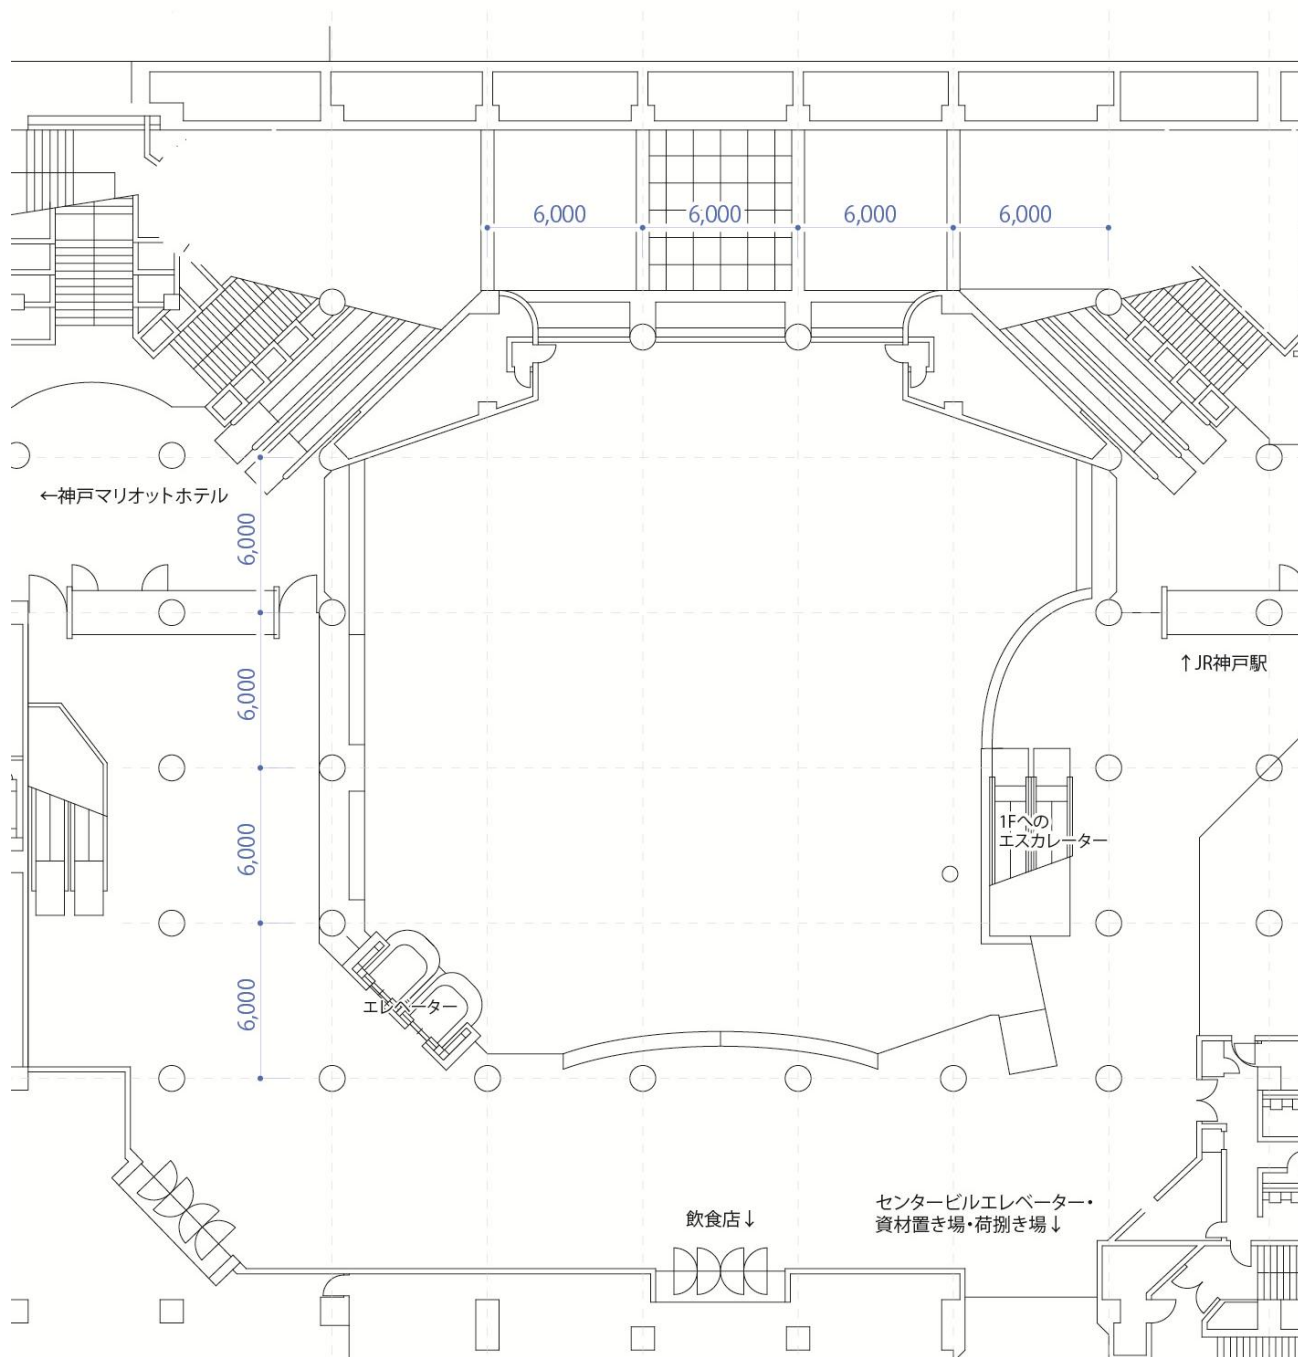 6,000
6,000
6,000
6,000
←神戸マリオットホテル
6,000
6,000
6,000
6,000
↑JR神戸駅
1Fへの
エスカレーター
エレベーター
飲食店↓
センタービルエレベーター・
資材置き場・荷捌き場↓